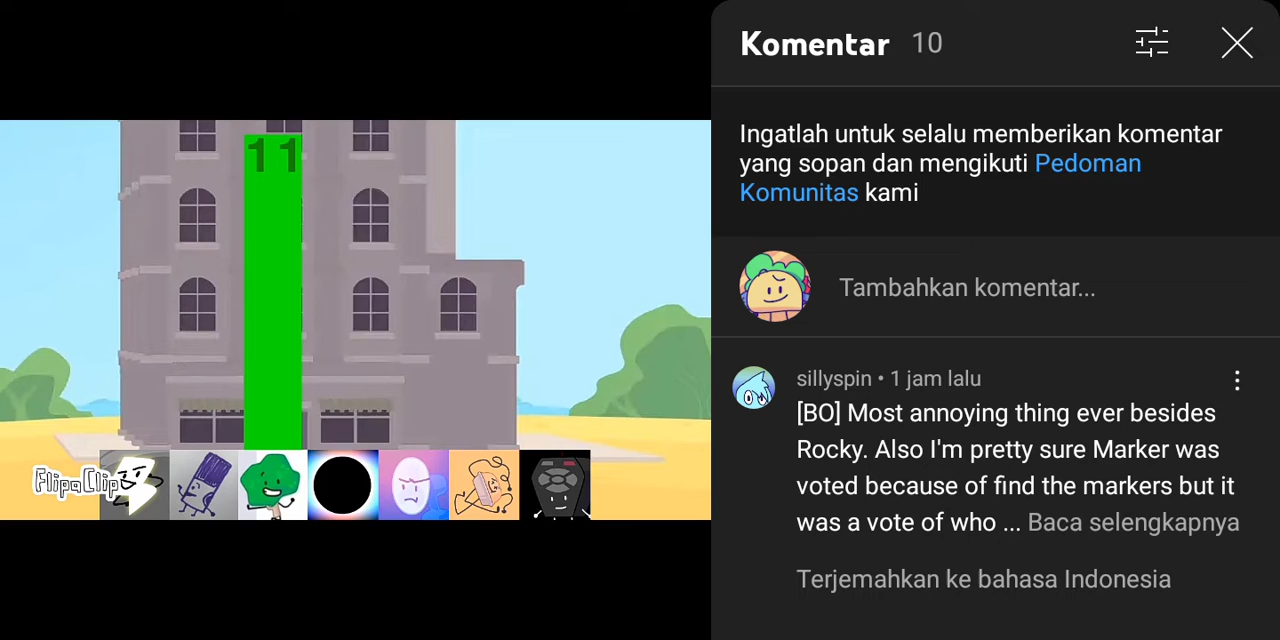 11
FlipaClip
Komentar 10
Ingatlah untuk selalu memberikan komentar
yang sopan dan mengikuti Pedoman
Komunitas kami
Tambahkan komentar...
sillyspin • 1 jam lalu
[BO] Most annoying thing ever besides
Rocky. Also I'm pretty sure Marker was
voted because of find the markers but it
was a vote of who ... Baca selengkapnya
Terjemahkan ke bahasa Indonesia